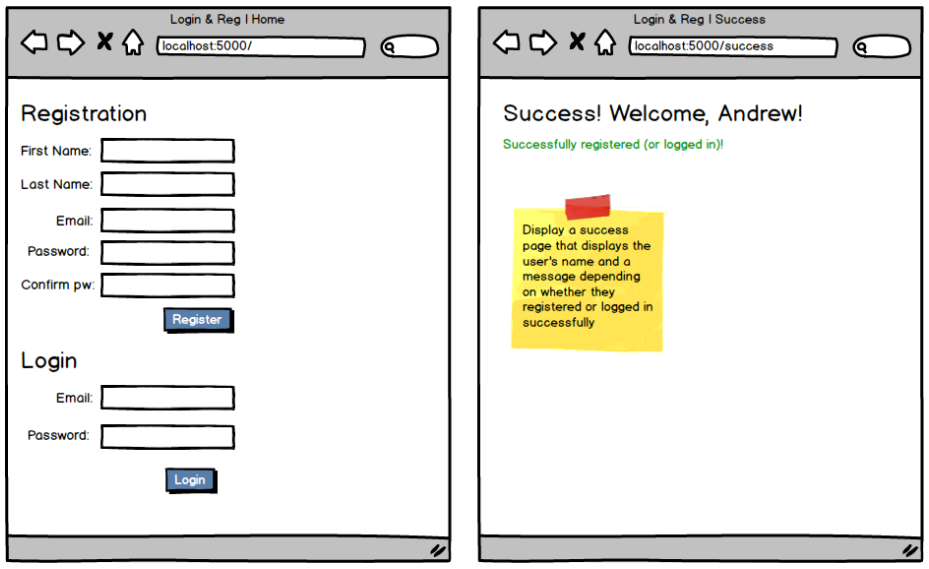 Login & Reg | Home
localhost:5000/
Registration
First Name:
Last Name:
Email:
Password:
Confirm pw:
Register
Login
Email:
Password:
Login
Login & Reg | Success
localhost:5000/success
Success! Welcome, Andrew!
Successfully registered (or logged in)!
Display a success
page that displays the
user's name and a
message depending
on whether they
registered or logged in
successfully